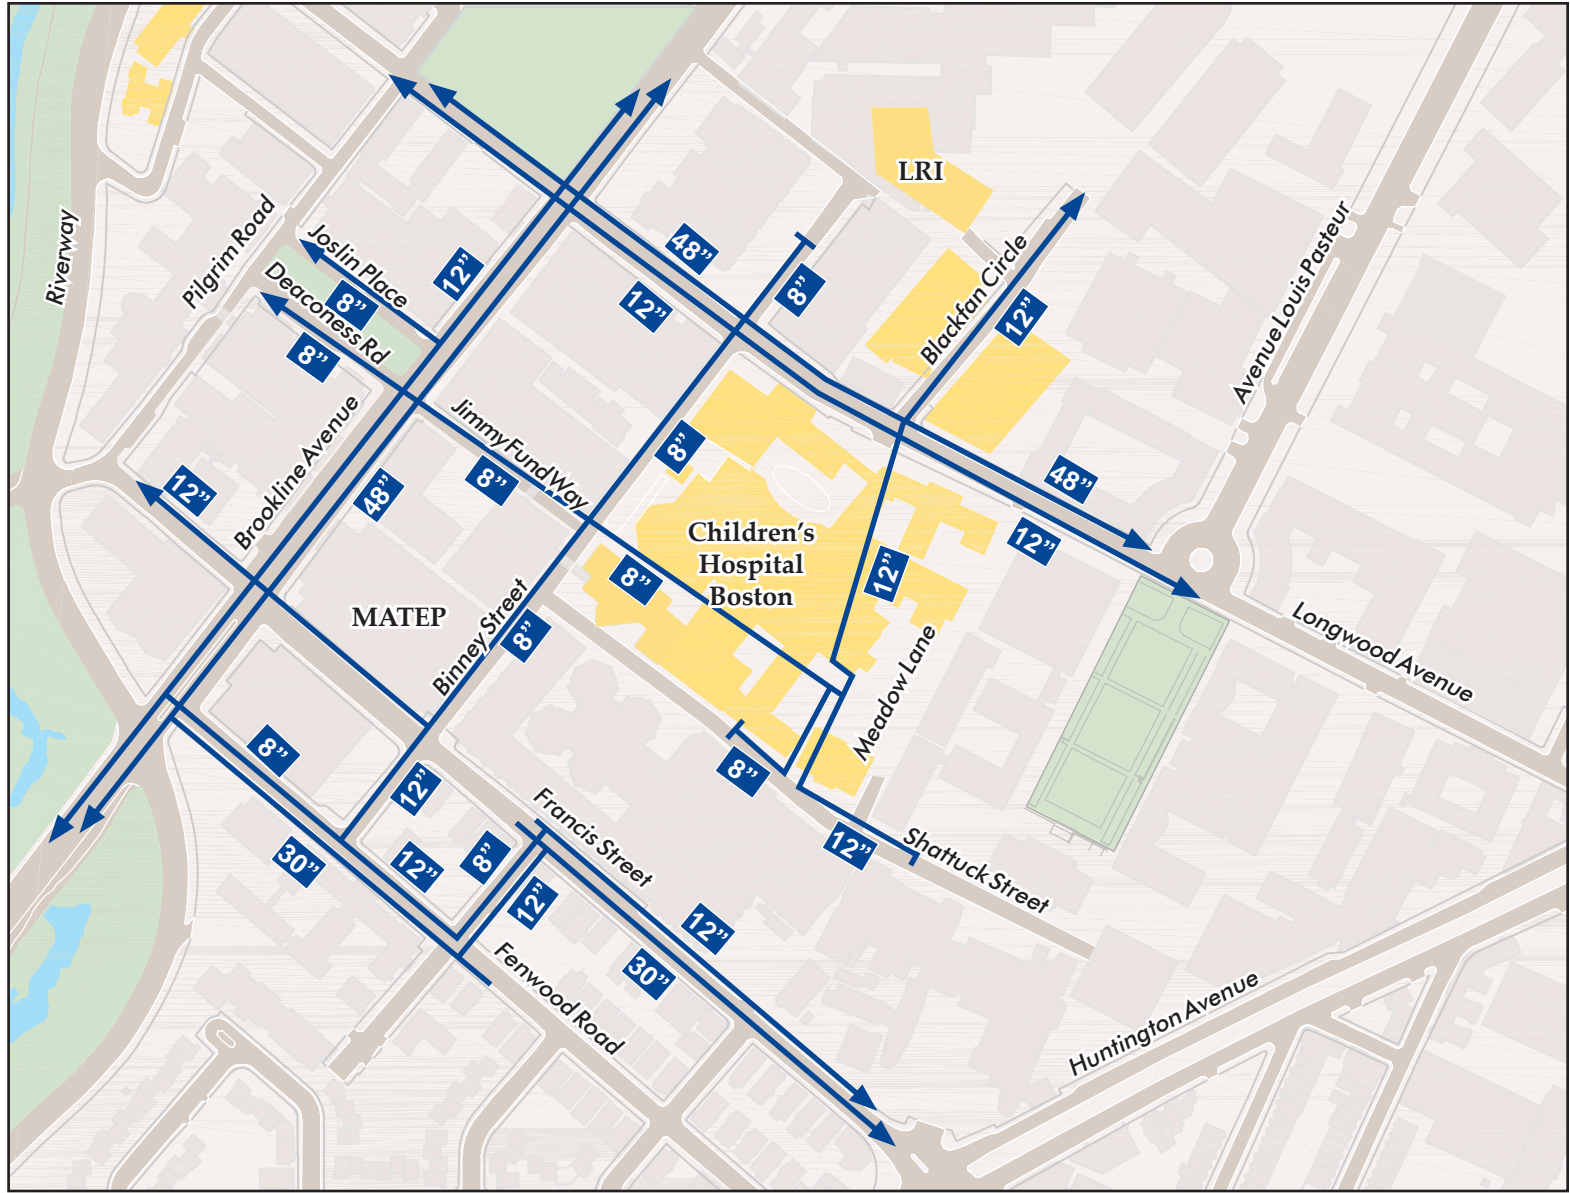 LRI
Riverway
Pilgrim Road
Joslin Place
8”
Deaconess Rd
8”
12”
48”
12”
8”
Blackfan Circle
12”
Avenue Louis Pasteur
Brookline Avenue
12”
48”
Jimmy Fund Way
8”
8”
48”
12”
Children’s
Hospital
Boston
8”
12”
MATEP
Binney Street
8”
Meadow Lane
Longwood Avenue
8”
8”
12”
Shattuck Street
30”
12”
12”
8”
12”
Francis Street
12”
30”
Fenwood Road
Huntington Avenue